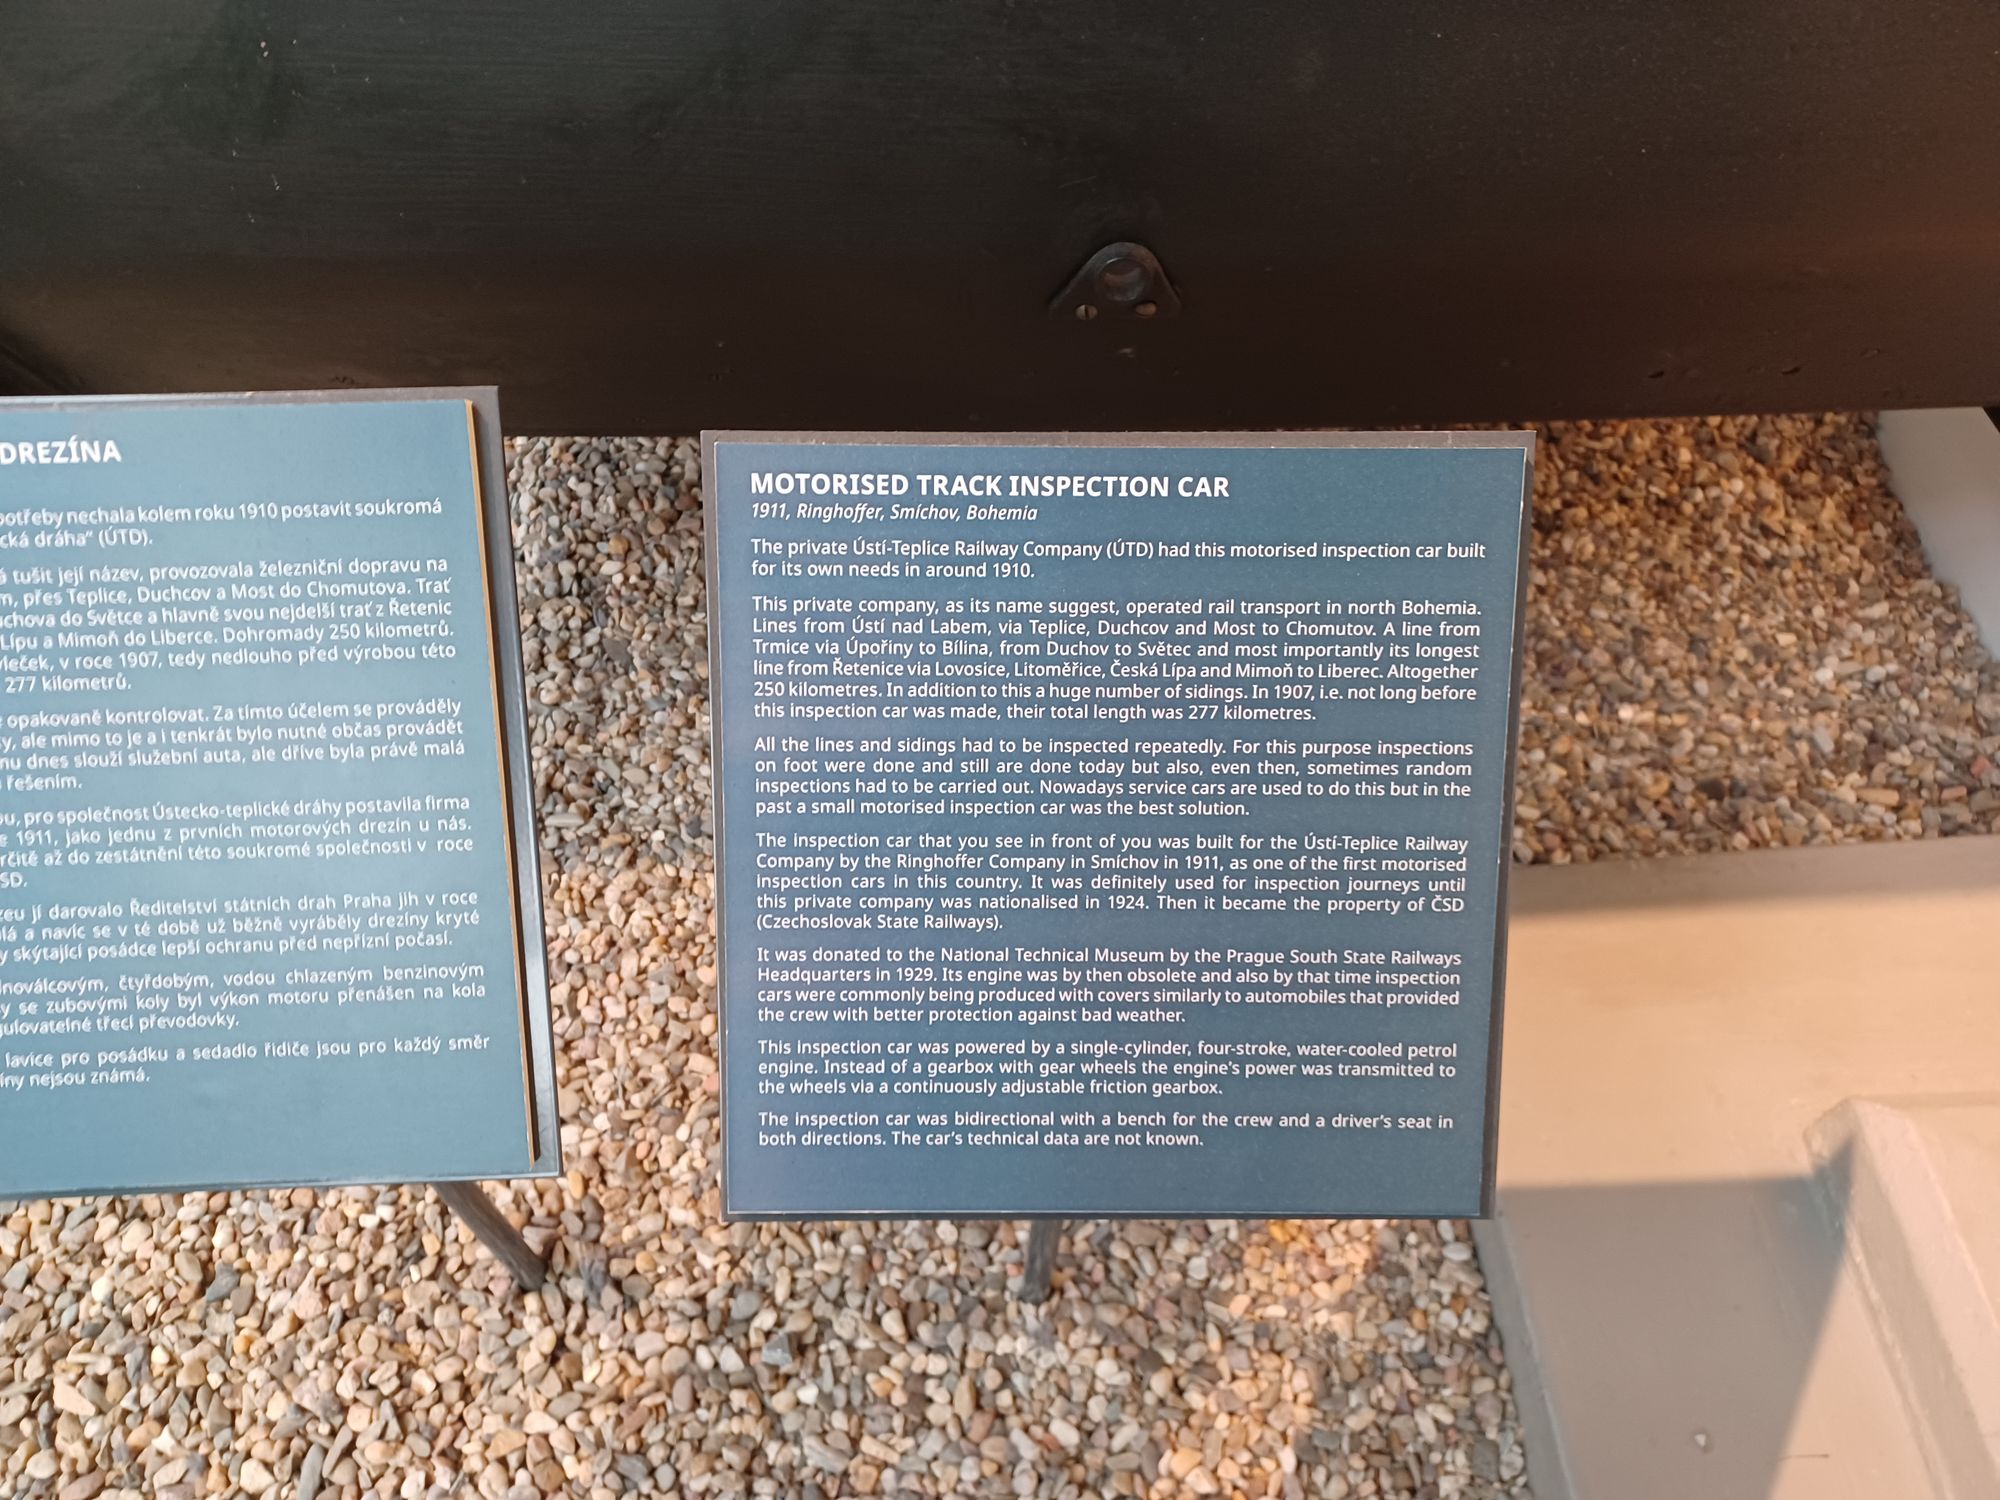 DREZÍNA
potřeby nechala kolem roku 1910 postavit soukromá
cká dráha“ (ÚTD).
á tušit její název, provozovala železniční dopravu na
m, přes Teplice, Duchcov a Most do Chomutova. Trať
uchova do Světce a hlavně svou nejdelší trať z Řetenic
Lípu a Mimoň do Liberce. Dohromady 250 kilometrů.
vleček, v roce 1907, tedy nedlouho před výrobou této
277 kilometrů.
opakovaně kontrolovat. Za tímto účelem se prováděly
y, ale mimo to je a i tenkrát bylo nutné občas provádět
nu dnes slouží služební auta, ale dříve byla právě malá
řešením.
ou, pro společnost Ústecko-teplické dráhy postavila firma
e 1911, jako jednu z prvních motorových drezín u nás.
rčitě až do zestátnění této soukromé společnosti v roce
SD.
zeu jí darovalo Ředitelství státních drah Praha jih v roce
lá a navíc se v té době už běžně vyráběly drezíny kryté
y skýtající posádce lepší ochranu před nepřízní počasí.
dnoválcovým, čtyřdobým, vodou chlazeným benzinovým
y se zubovými koly byl výkon motoru přenášen na kola
gulovatelné třecí převodovky.
lavice pro posádku a sedadlo řidiče jsou pro každý směr
íny nejsou známá.
MOTORISED TRACK INSPECTION CAR
1911, Ringhoffer, Smíchov, Bohemia
The private Ústí-Teplice Railway Company (ÚTD) had this motorised inspection car built
for its own needs in around 1910.
This private company, as its name suggest, operated rail transport in north Bohemia.
Lines from Ústí nad Labem, via Teplice, Duchcov and Most to Chomutov. A line from
Trmice via Úpořiny to Bílina, from Duchov to Světec and most importantly its longest
line from Řetenice via Lovosice, Litoměřice, Česká Lípa and Mimoň to Liberec. Altogether
250 kilometres. In addition to this a huge number of sidings. In 1907, i.e. not long before
this inspection car was made, their total length was 277 kilometres.
All the lines and sidings had to be inspected repeatedly. For this purpose inspections
on foot were done and still are done today but also, even then, sometimes random
inspections had to be carried out. Nowadays service cars are used to do this but in the
past a small motorised inspection car was the best solution.
The inspection car that you see in front of you was built for the Ústí-Teplice Railway
Company by the Ringhoffer Company in Smíchov in 1911, as one of the first motorised
inspection cars in this country. It was definitely used for inspection journeys until
this private company was nationalised in 1924. Then it became the property of ČSD
(Czechoslovak State Railways).
It was donated to the National Technical Museum by the Prague South State Railways
Headquarters in 1929. Its engine was by then obsolete and also by that time inspection
cars were commonly being produced with covers similarly to automobiles that provided
the crew with better protection against bad weather.
This inspection car was powered by a single-cylinder, four-stroke, water-cooled petrol
engine. Instead of a gearbox with gear wheels the engine's power was transmitted to
the wheels via a continuously adjustable friction gearbox.
The inspection car was bidirectional with a bench for the crew and a driver's seat in
both directions. The car's technical data are not known.